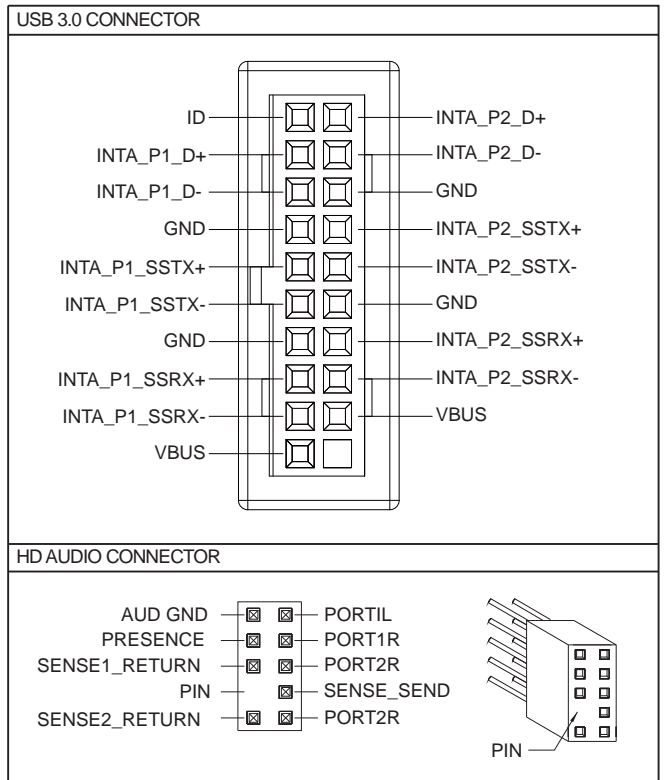 USB 3.0 CONNECTOR
ID
INTA_P2_D+
INTA_P1_D+
INTA_P2_D-
INTA_P1_D-
GND
GND
INTA_P2_SSTX+
INTA_P1_SSTX+
INTA_P2_SSTX-
INTA_P1_SSTX-
GND
GND
INTA_P2_SSRX+
INTA_P1_SSRX+
INTA_P2_SSRX-
INTA_P1_SSRX-
VBUS
VBUS
HD AUDIO CONNECTOR
AUD GND
PORTIL
PRESENCE
PORT1R
SENSE1_RETURN
PORT2R
PIN
SENSE_SEND
SENSE2_RETURN
PORT2R
PIN